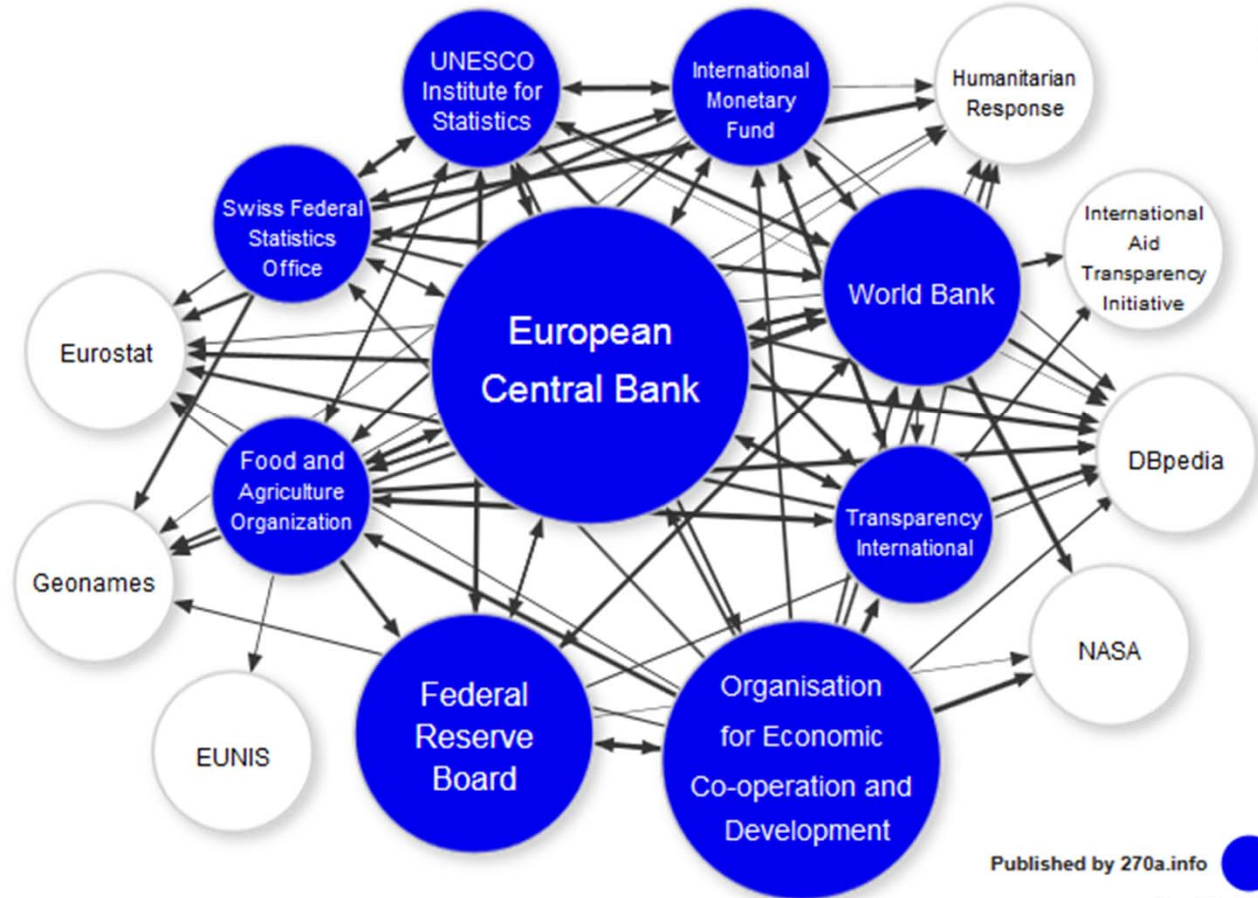 UNESCO
Institute for
Statistics
International
Monetary
Fund
Humanitarian
Response
Swiss Federal
Statistics
Office
International
Aid
Transparency
Initiative
World Bank
European
Central Bank
Eurostat
Food and
Agriculture
Organization
DBpedia
Transparency
International
Geonames
NASA
Federal
Reserve
Board
Organisation
for Economic
Co-operation and
Development
EUNIS
Published by 270a.info